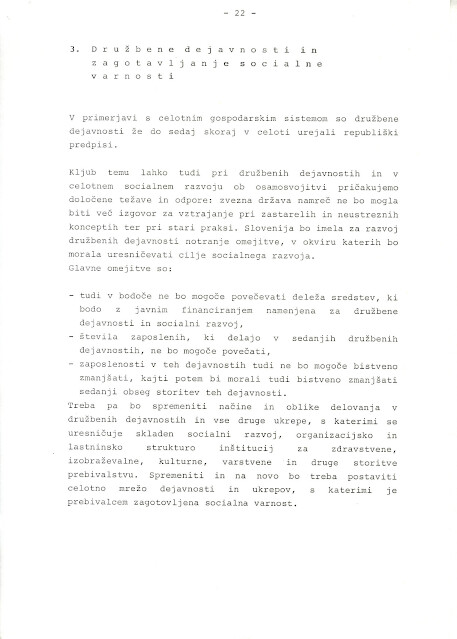 - 22 -
3. Družbene dejavnosti in
zagotavljanje socialne
varnosti
V primerjavi s celotnim gospodarskim sistemom so družbene
dejavnosti že do sedaj skoraj v celoti urejali republiški
predpisi.
Kljub temu lahko tudi pri družbenih dejavnostih in v
celotnem socialnem razvoju ob osamosvojitvi pričakujemo
določene težave in odpore: zvezna država namreč ne bo mogla
biti več izgovor za vztrajanje pri zastarelih in neustreznih
konceptih ter pri stari praksi. Slovenija bo imela za razvoj
družbenih dejavnosti notranje omejitve, v okviru katerih bo
morala uresničevati cilje socialnega razvoja.
Glavne omejitve so:
- tudi v bodoče ne bo mogoče povečevati deleža sredstev, ki
bodo z javnim financiranjem namenjena za družbene
dejavnosti in socialni razvoj,
- števila zaposlenih, ki delajo v sedanjih družbenih
dejavnostih, ne bo mogoče povečati,
- zaposlenosti v teh dejavnostih tudi ne bo mogoče bistveno
zmanjšati, kajti potem bi morali tudi bistveno zmanjšati
sedanji obseg storitev teh dejavnosti.
Treba pa bo spremeniti načine in oblike delovanja v
družbenih dejavnostih in vse druge ukrepe, s katerimi se
uresničuje skladen socialni razvoj, organizacijsko in
lastninsko strukturo inštitucij za zdravstvene,
izobraževalne, kulturne, varstvene in druge storitve
prebivalstvu. Spremeniti in na novo bo treba postaviti
celotno mrežo dejavnosti in ukrepov, s katerimi je
prebivalcem zagotovljena socialna varnost.